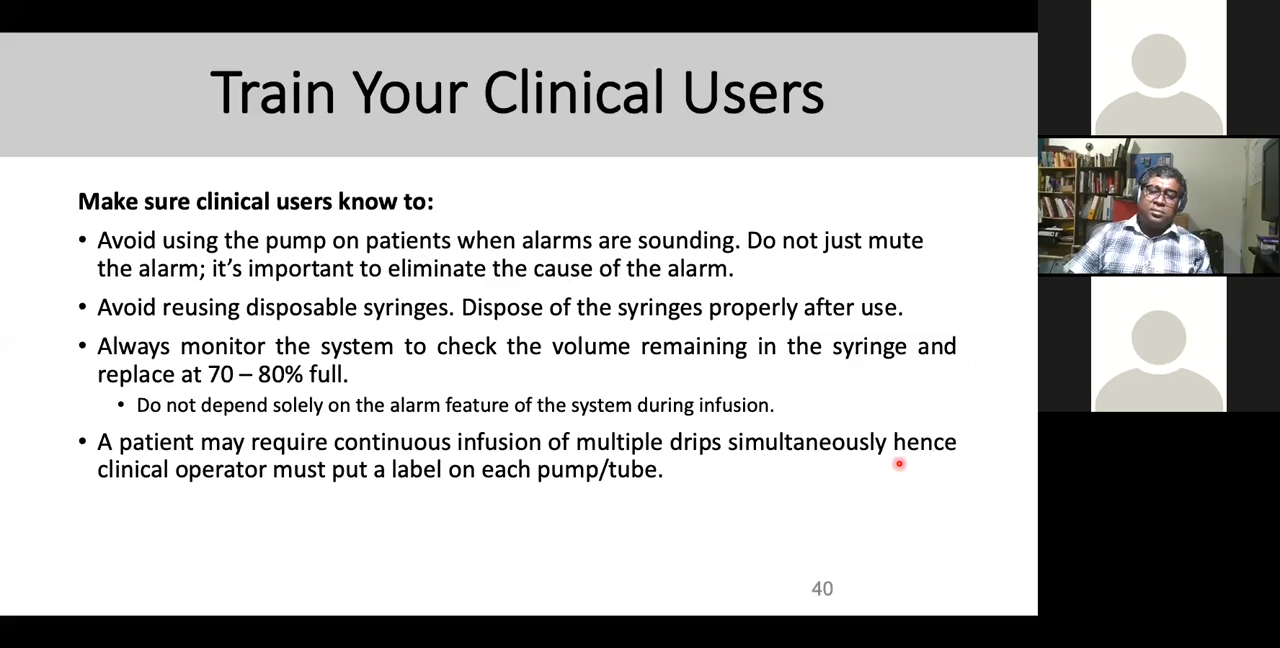 Train Your Clinical Users
Make sure clinical users know to:
• Avoid using the pump on patients when alarms are sounding. Do not just mute
the alarm; it’s important to eliminate the cause of the alarm.
• Avoid reusing disposable syringes. Dispose of the syringes properly after use.
• Always monitor the system to check the volume remaining in the syringe and
replace at 70 – 80% full.
• Do not depend solely on the alarm feature of the system during infusion.
• A patient may require continuous infusion of multiple drips simultaneously hence
clinical operator must put a label on each pump/tube.
40